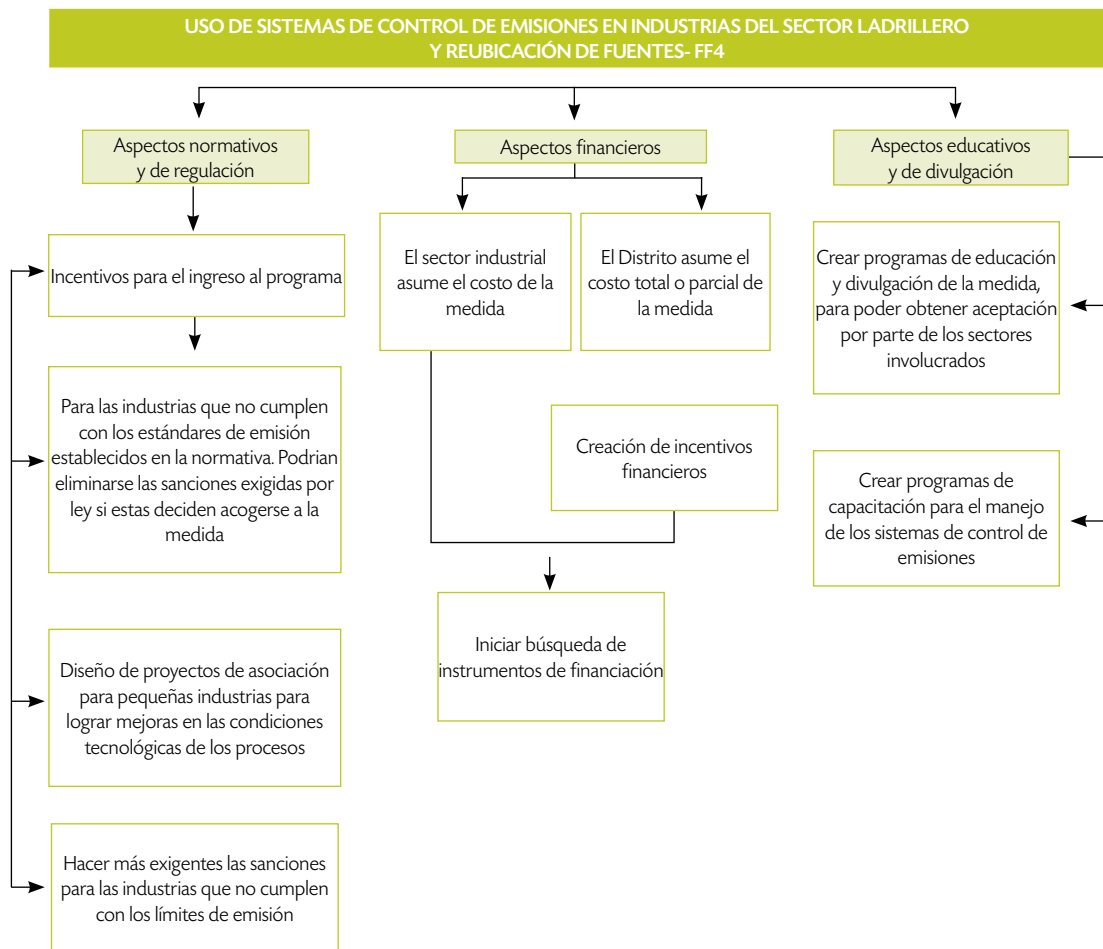 USO DE SISTEMAS DE CONTROL DE EMISIONES EN INDUSTRIAS DEL SECTOR LADRILLERO
Y REUBICACIÓN DE FUENTES- FF4
Aspectos normativos
y de regulación
Incentivos para el ingreso al programa
Para las industrias que no cumplen
con los estándares de emisión
establecidos en la normativa. Podrian
eliminarse las sanciones exigidas por
ley si estas deciden acogerse a la
medida
Diseño de proyectos de asociación
para pequeñas industrias para
lograr mejoras en las condiciones
tecnológicas de los procesos
Hacer más exigentes las sanciones
para las industrias que no cumplen
con los límites de emisión
Aspectos financieros
El sector industrial
asume el costo de la
medida
El Distrito asume el
costo total o parcial de
la medida
Creación de incentivos
financieros
Iniciar búsqueda de
instrumentos de financiación
Aspectos educativos
y de divulgación
Crear programas de educación
y divulgación de la medida,
para poder obtener aceptación
por parte de los sectores
involucrados
Crear programas de
capacitación para el manejo
de los sistemas de control de
emisiones